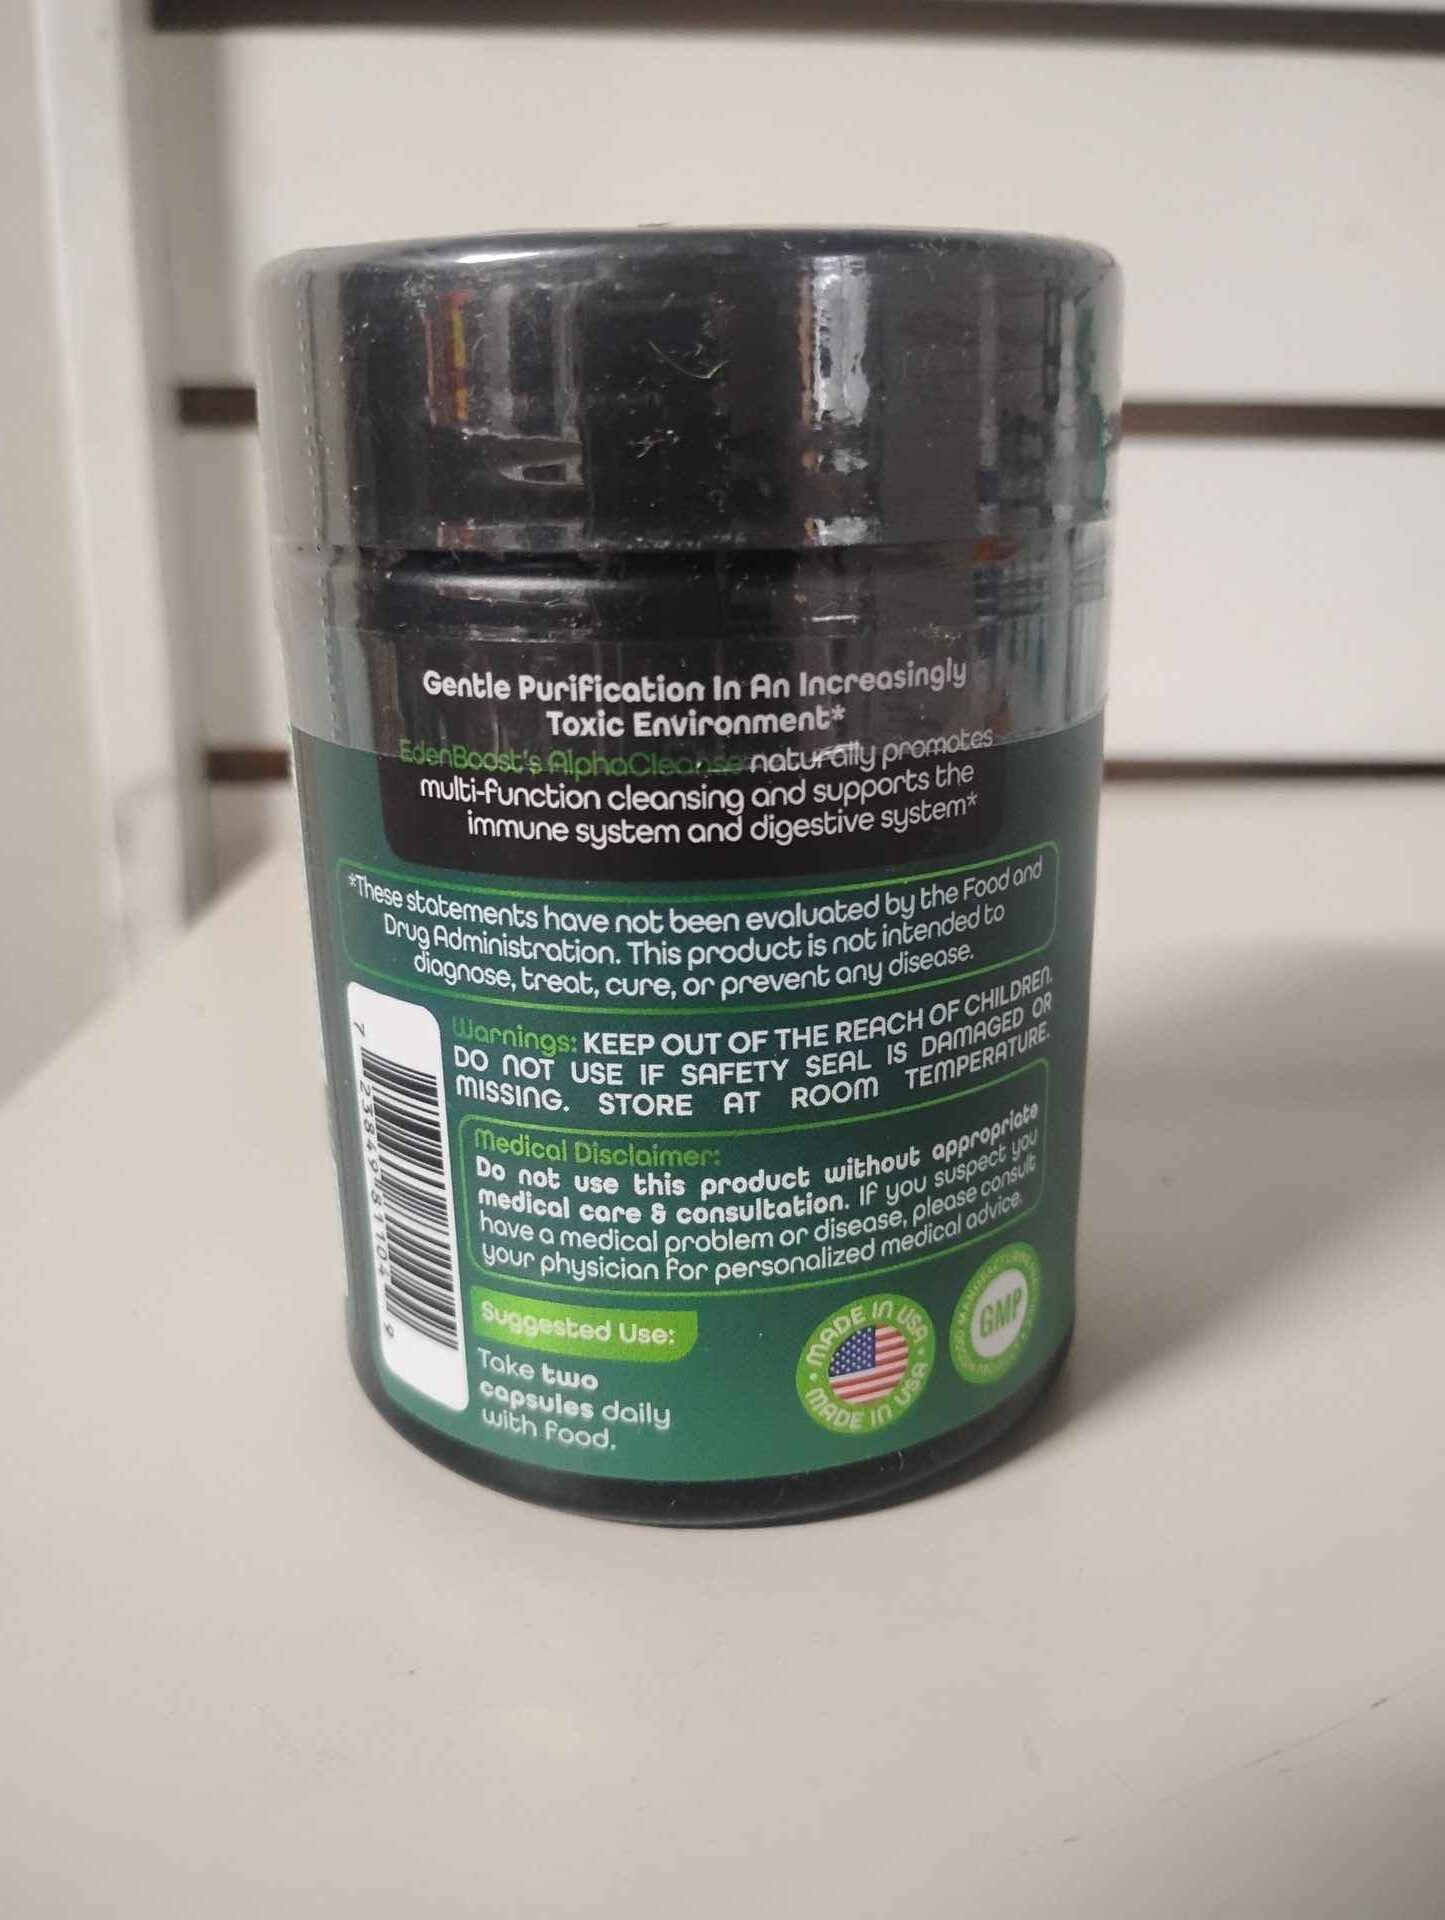 Gentle Purification In An Increasingly
Toxic Environment*
EdenBoost's AlphaCleanse naturally promotes
multi-function cleansing and supports the
immune system and digestive system*
*These statements have not been evaluated by the Food and
Drug Administration. This product is not intended to
diagnose, treat, cure, or prevent any disease.
Warnings: KEEP OUT OF THE REACH OF CHILDREN.
DO NOT USE IF SAFETY SEAL IS DAMAGED OR
MISSING. STORE AT ROOM TEMPERATURE.
Medical Disclaimer:
Do not use this product without appropriate
medical care & consultation. If you suspect you
have a medical problem or disease, please consult
your physician for personalized medical advice.
Suggested Use:
Take two
capsules daily
with food.
MADE IN USA
MADE IN USA
GMP